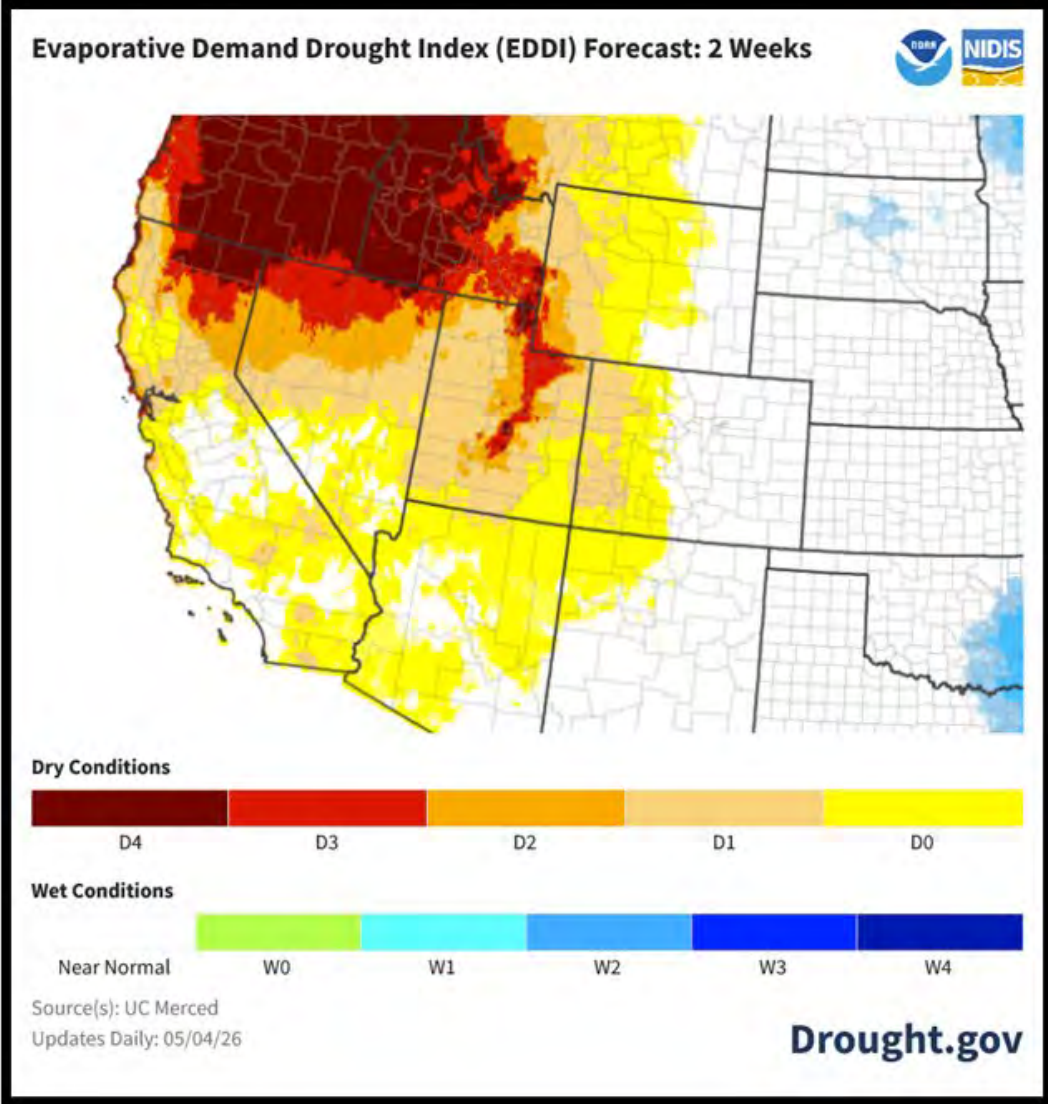 Evaporative Demand Drought Index (EDDI) Forecast: 2 Weeks
NOAA
NIDIS
Dry Conditions
D4 D3 D2 D1 D0
Wet Conditions
Near Normal W0 W1 W2 W3 W4
Source(s): UC Merced
Updates Daily: 05/04/26
Drought.gov